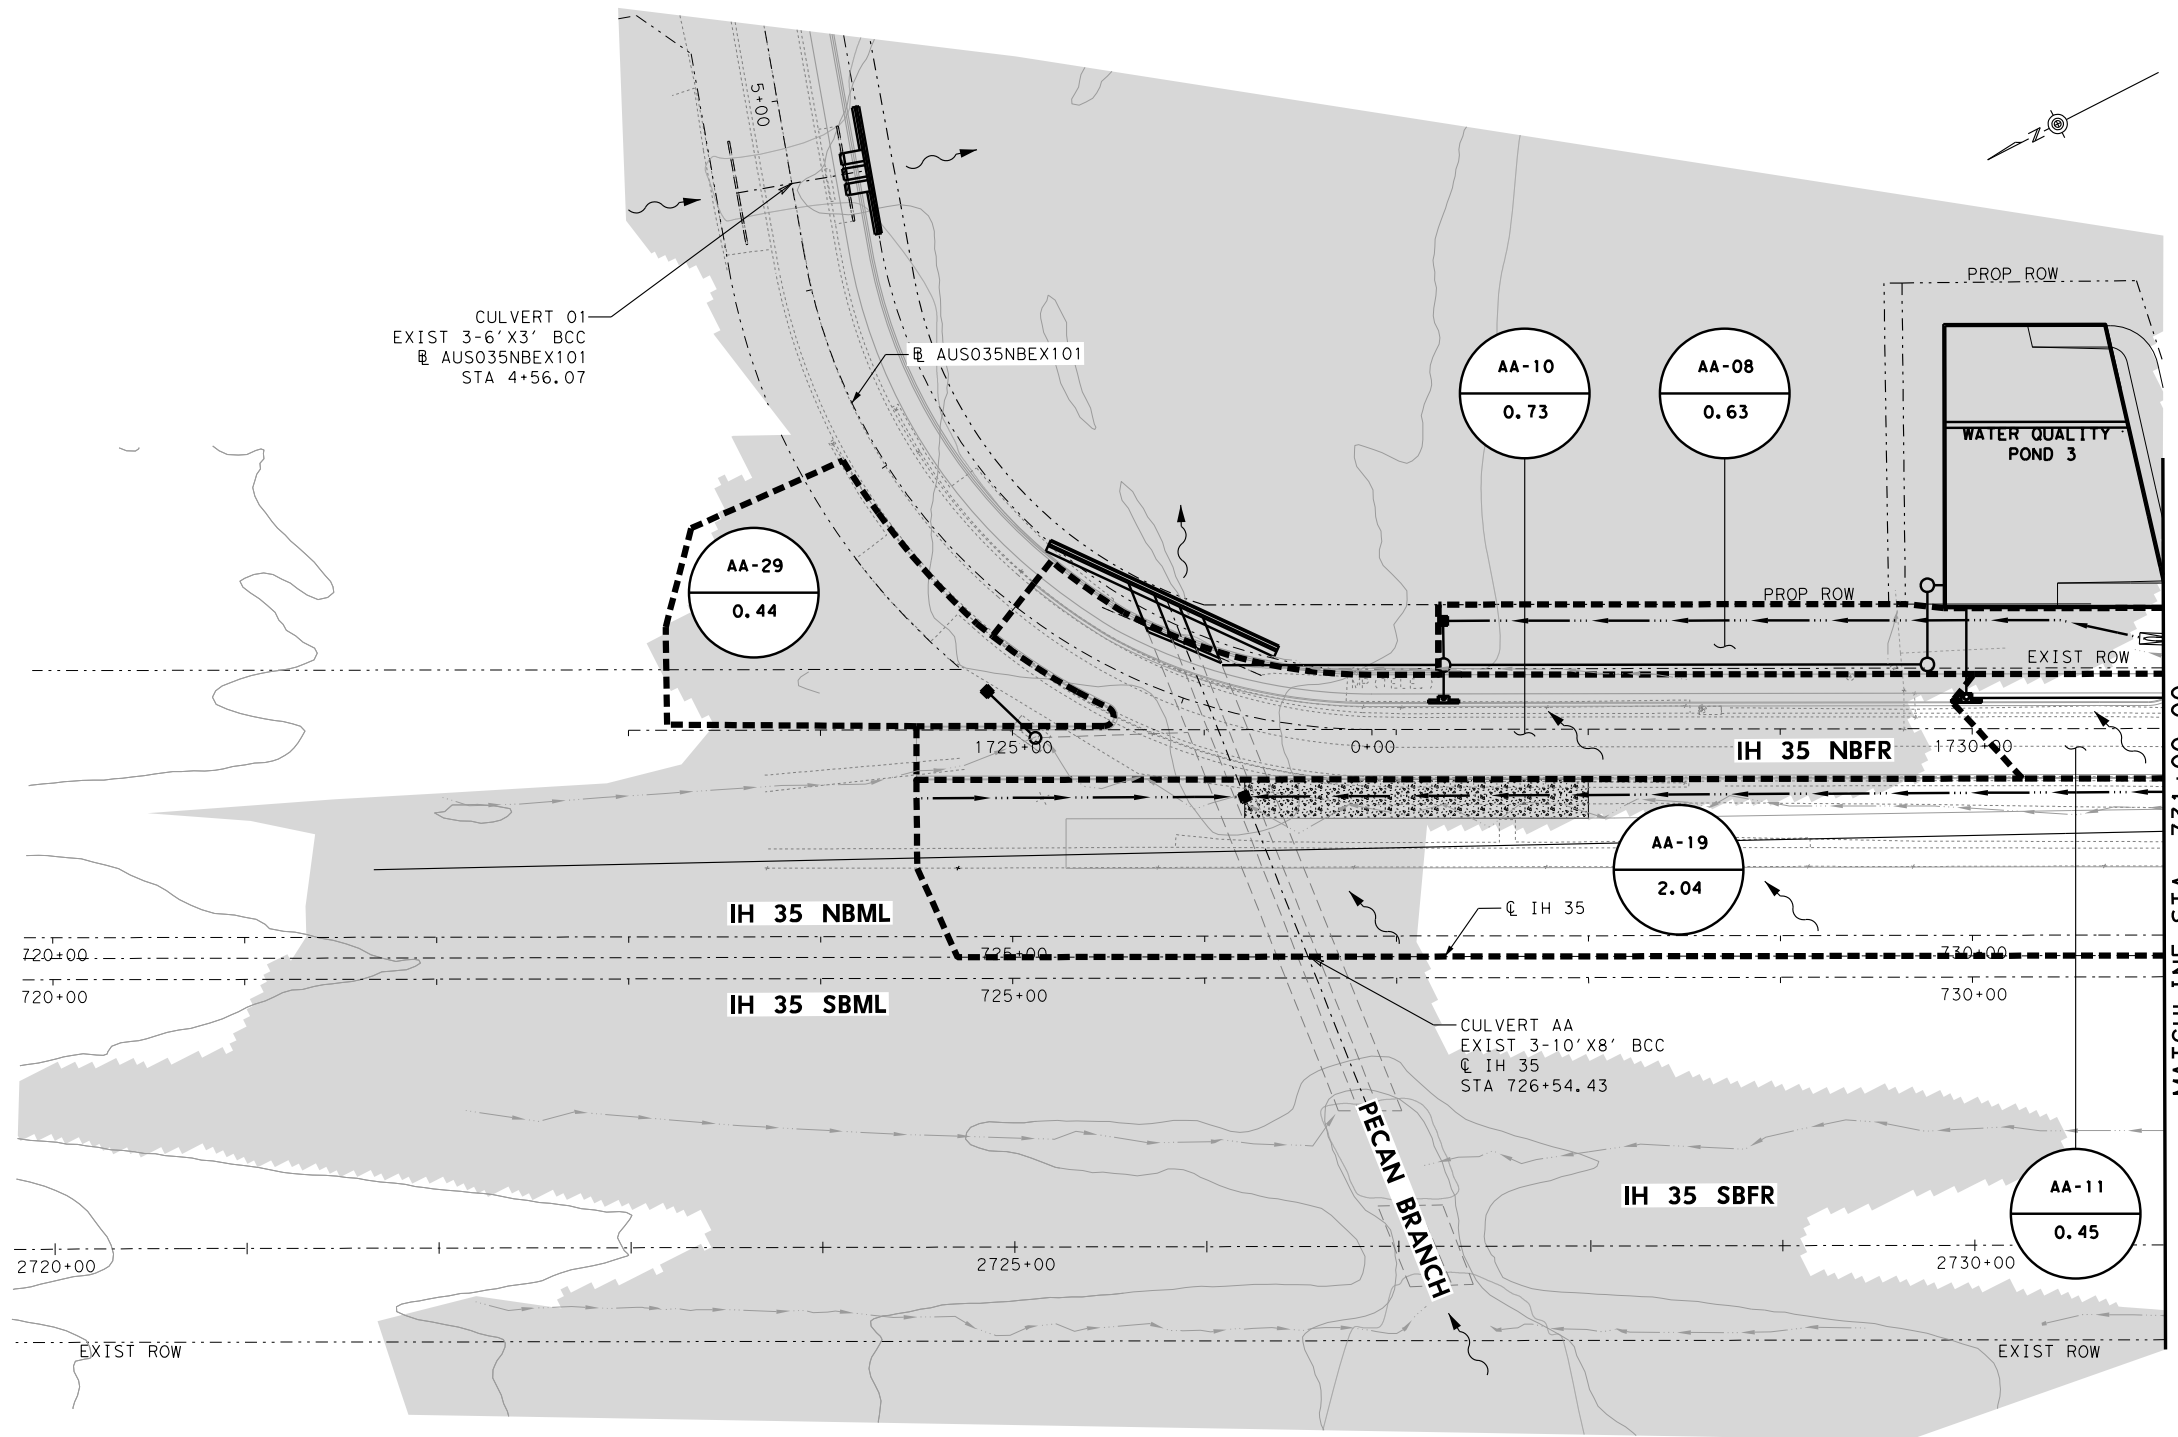 5+00
N
PROP ROW
CULVERT 01
EXIST 3-6'X3' BCC
℞ AUS035NBEX101
STA 4+56.07
℞ AUS035NBEX101
AA-10
0.73
AA-08
0.63
WATER QUALITY
POND 3
AA-29
0.44
PROP ROW
EXIST ROW
1725+00
0+00
IH 35 NBFR
1730+00
AA-19
2.04
IH 35 NBML
℄ IH 35
720+00
725+00
730+00
720+00
IH 35 SBML
725+00
730+00
CULVERT AA
EXIST 3-10'X8' BCC
℄ IH 35
STA 726+54.43
PECAN BRANCH
IH 35 SBFR
AA-11
0.45
2720+00
2725+00
2730+00
EXIST ROW
EXIST ROW
MATCHLINE STA 731+00.00